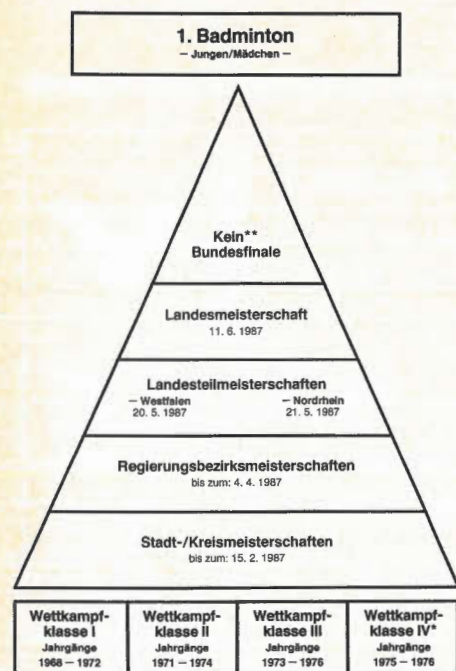 1. Badminton
– Jungen/Mädchen –
Kein**
Bundesfinale
Landesmeisterschaft
11. 6. 1987
Landesteilmeisterschaften
– Westfalen – Nordrhein
20. 5. 1987 21. 5. 1987
Regierungsbezirksmeisterschaften
bis zum: 4. 4. 1987
Stadt-/Kreismeisterschaften
bis zum: 15. 2. 1987
Wettkampf-
klasse I
Jahrgänge
1968 – 1972
Wettkampf-
klasse II
Jahrgänge
1971 – 1974
Wettkampf-
klasse III
Jahrgänge
1973 – 1976
Wettkampf-
klasse IV*
Jahrgänge
1975 – 1976